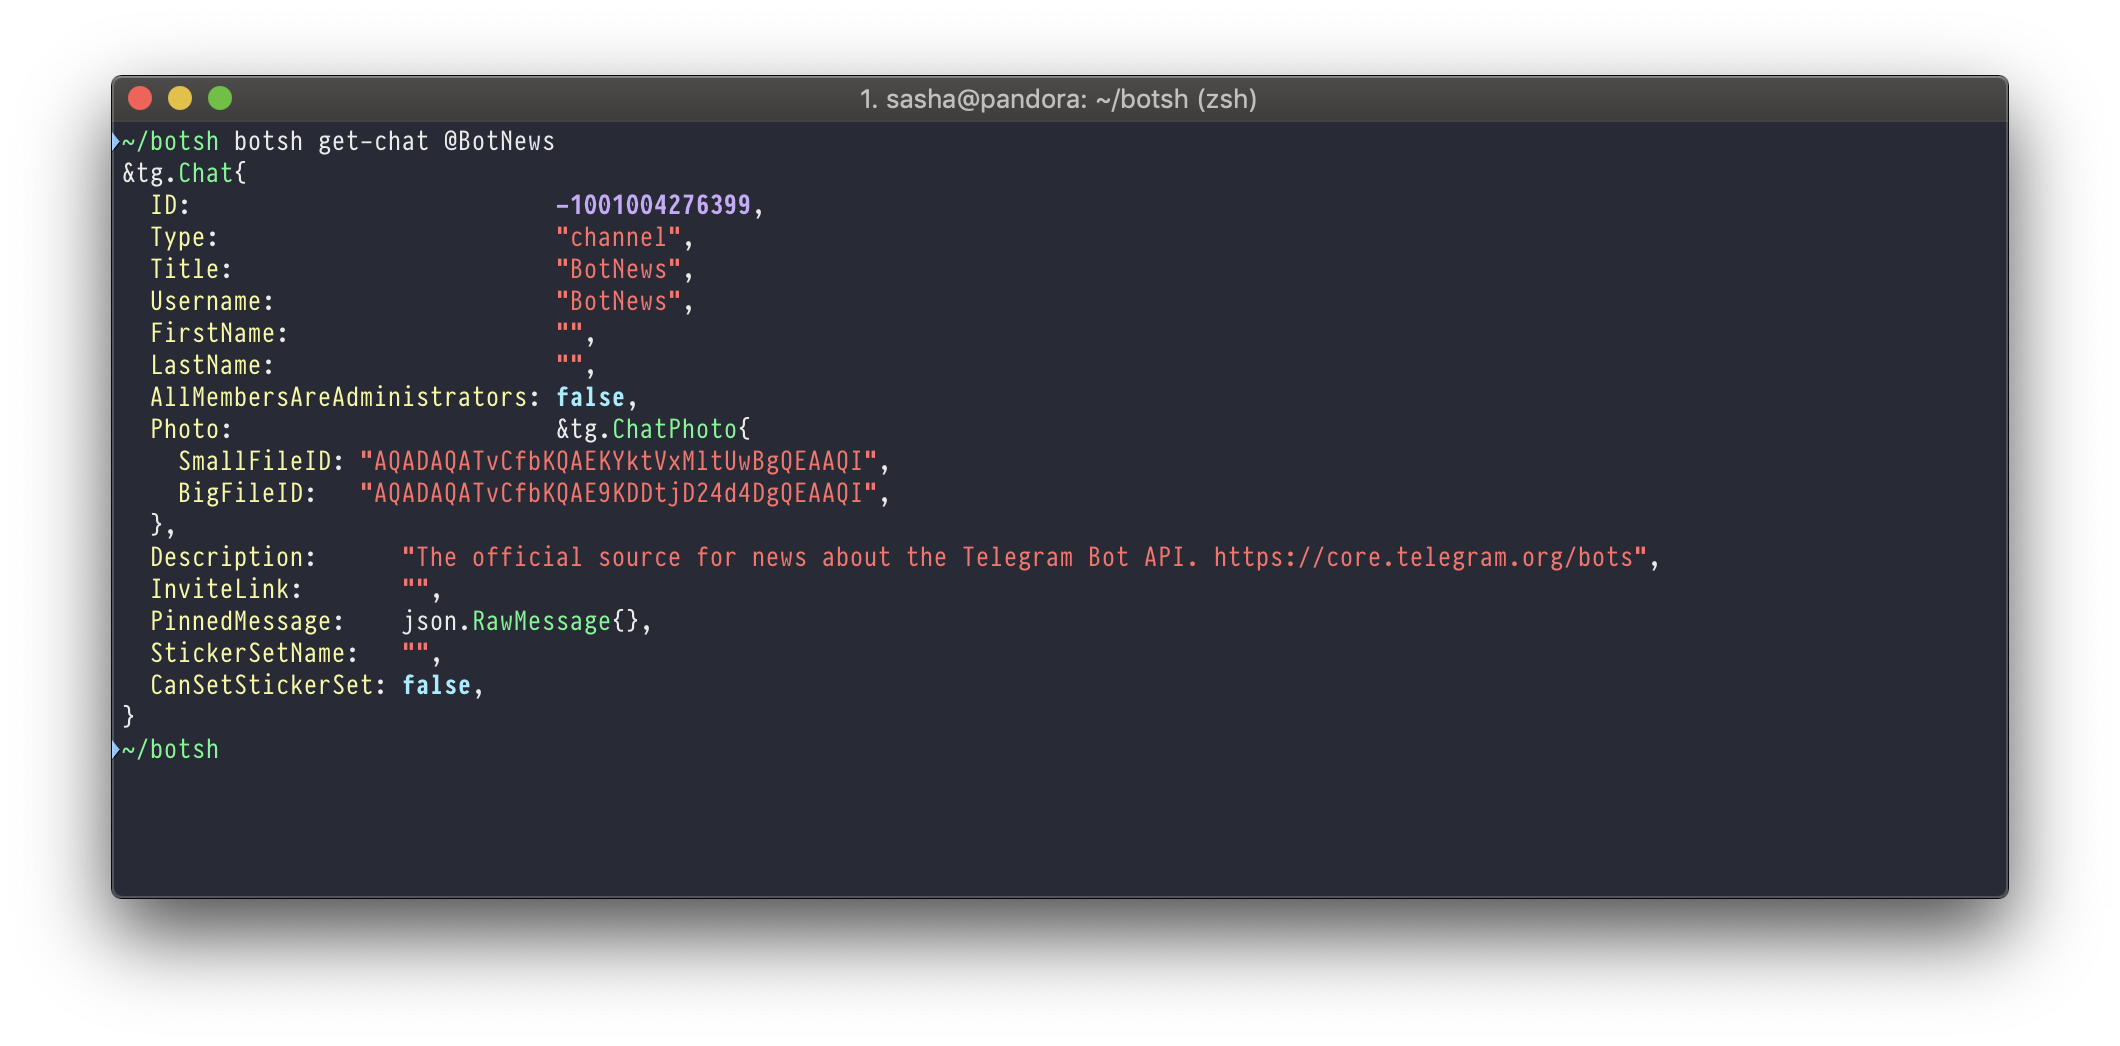 1. sasha@pandora: ~/botsh (zsh)
~/botsh botsh get-chat @BotNews
&tg.Chat{
  ID:                          -1001004276399,
  Type:                        "channel",
  Title:                       "BotNews",
  Username:                    "BotNews",
  FirstName:                   "",
  LastName:                    "",
  AllMembersAreAdministrators: false,
  Photo:                       &tg.ChatPhoto{
    SmallFileID: "AQADAQATvCfbKQAEKYktVxMltUwBgQEAAQI",
    BigFileID:   "AQADAQATvCfbKQAE9KDDtjD24d4DgQEAAQI",
  },
  Description:      "The official source for news about the Telegram Bot API. https://core.telegram.org/bots",
  InviteLink:       "",
  PinnedMessage:    json.RawMessage{},
  StickerSetName:   "",
  CanSetStickerSet: false,
}
~/botsh